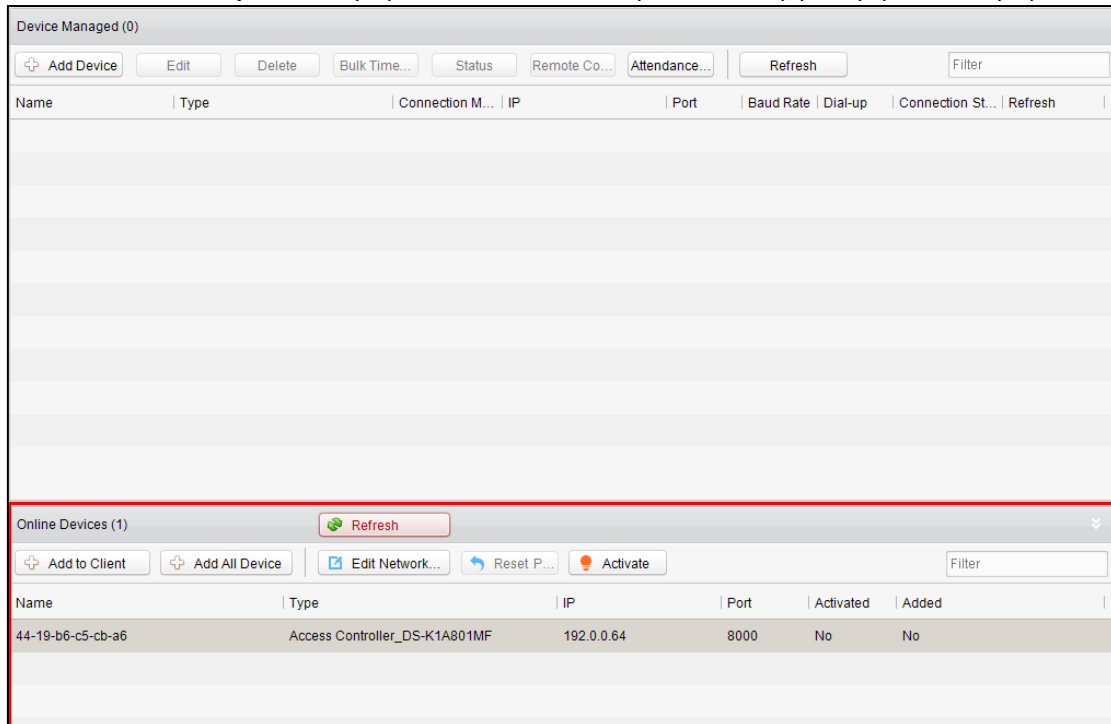 Device Managed (0)
Add Device Edit Delete Bulk Time... Status Remote Co... Attendance... Refresh Filter
Name Type Connection M... IP Port Baud Rate Dial-up Connection St... Refresh
Online Devices (1) Refresh
Add to Client Add All Device Edit Network... Reset P... Activate Filter
Name Type IP Port Activated Added
44-19-b6-c5-cb-a6 Access Controller_DS-K1A801MF 192.0.0.64 8000 No No